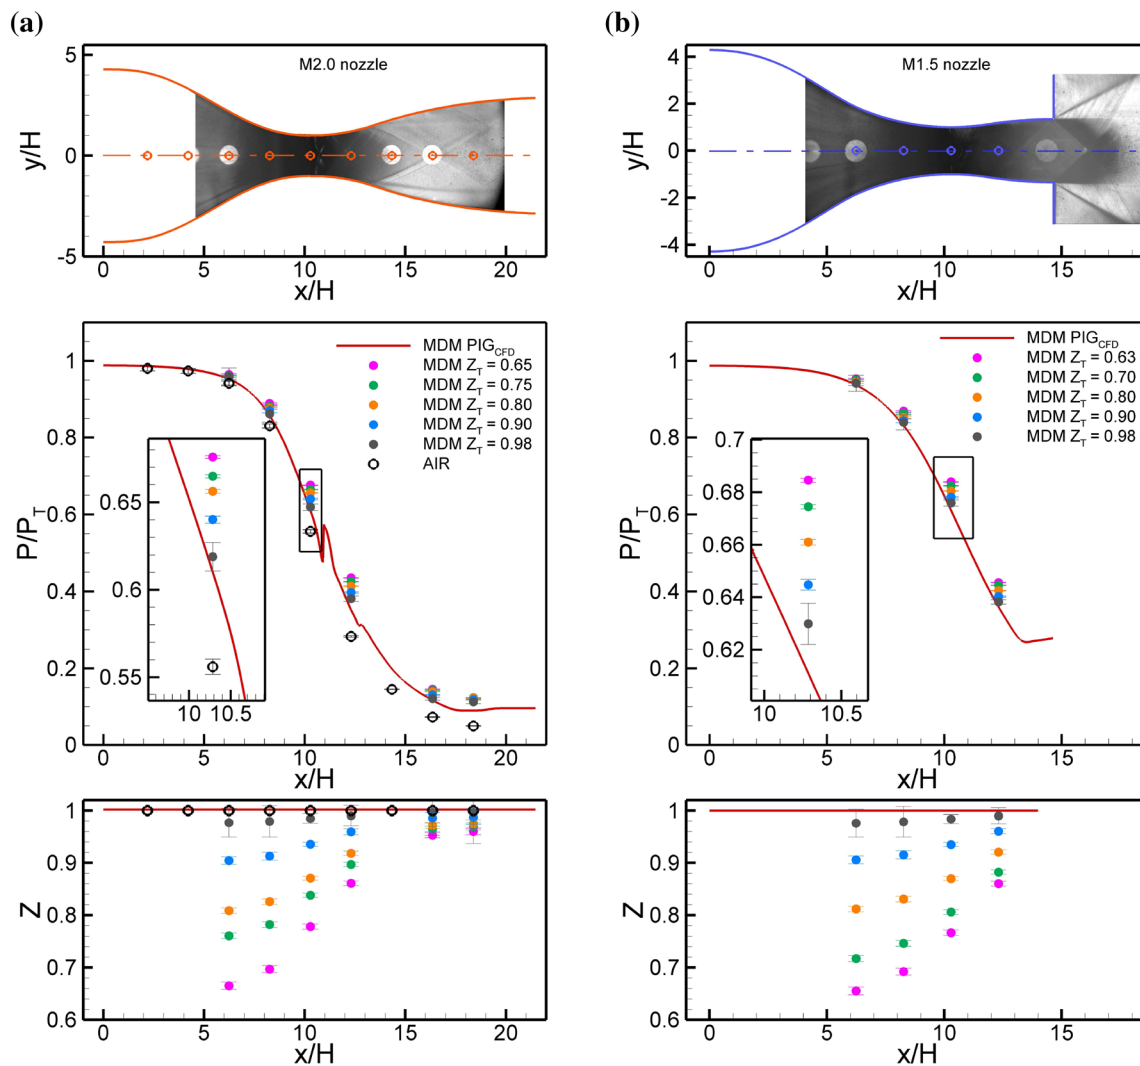 (a)
(b)
5
0
-5
y/H
M2.0 nozzle
0
5
10
15
20
x/H
4
2
0
-2
-4
y/H
M1.5 nozzle
0
5
10
15
x/H
1
0.8
0.6
0.4
0.2
0
P/P_T
MDM PIG_CFD
MDM Z_T = 0.65
MDM Z_T = 0.75
MDM Z_T = 0.80
MDM Z_T = 0.90
MDM Z_T = 0.98
AIR
0.65
0.6
0.55
10
10.5
0
5
10
15
20
x/H
1
0.8
0.6
0.4
0.2
0
P/P_T
MDM PIG_CFD
MDM Z_T = 0.63
MDM Z_T = 0.70
MDM Z_T = 0.80
MDM Z_T = 0.90
MDM Z_T = 0.98
0.7
0.68
0.66
0.64
0.62
10
10.5
0
5
10
15
x/H
1
0.9
0.8
0.7
0.6
Z
0
5
10
15
20
x/H
1
0.9
0.8
0.7
0.6
Z
0
5
10
15
x/H